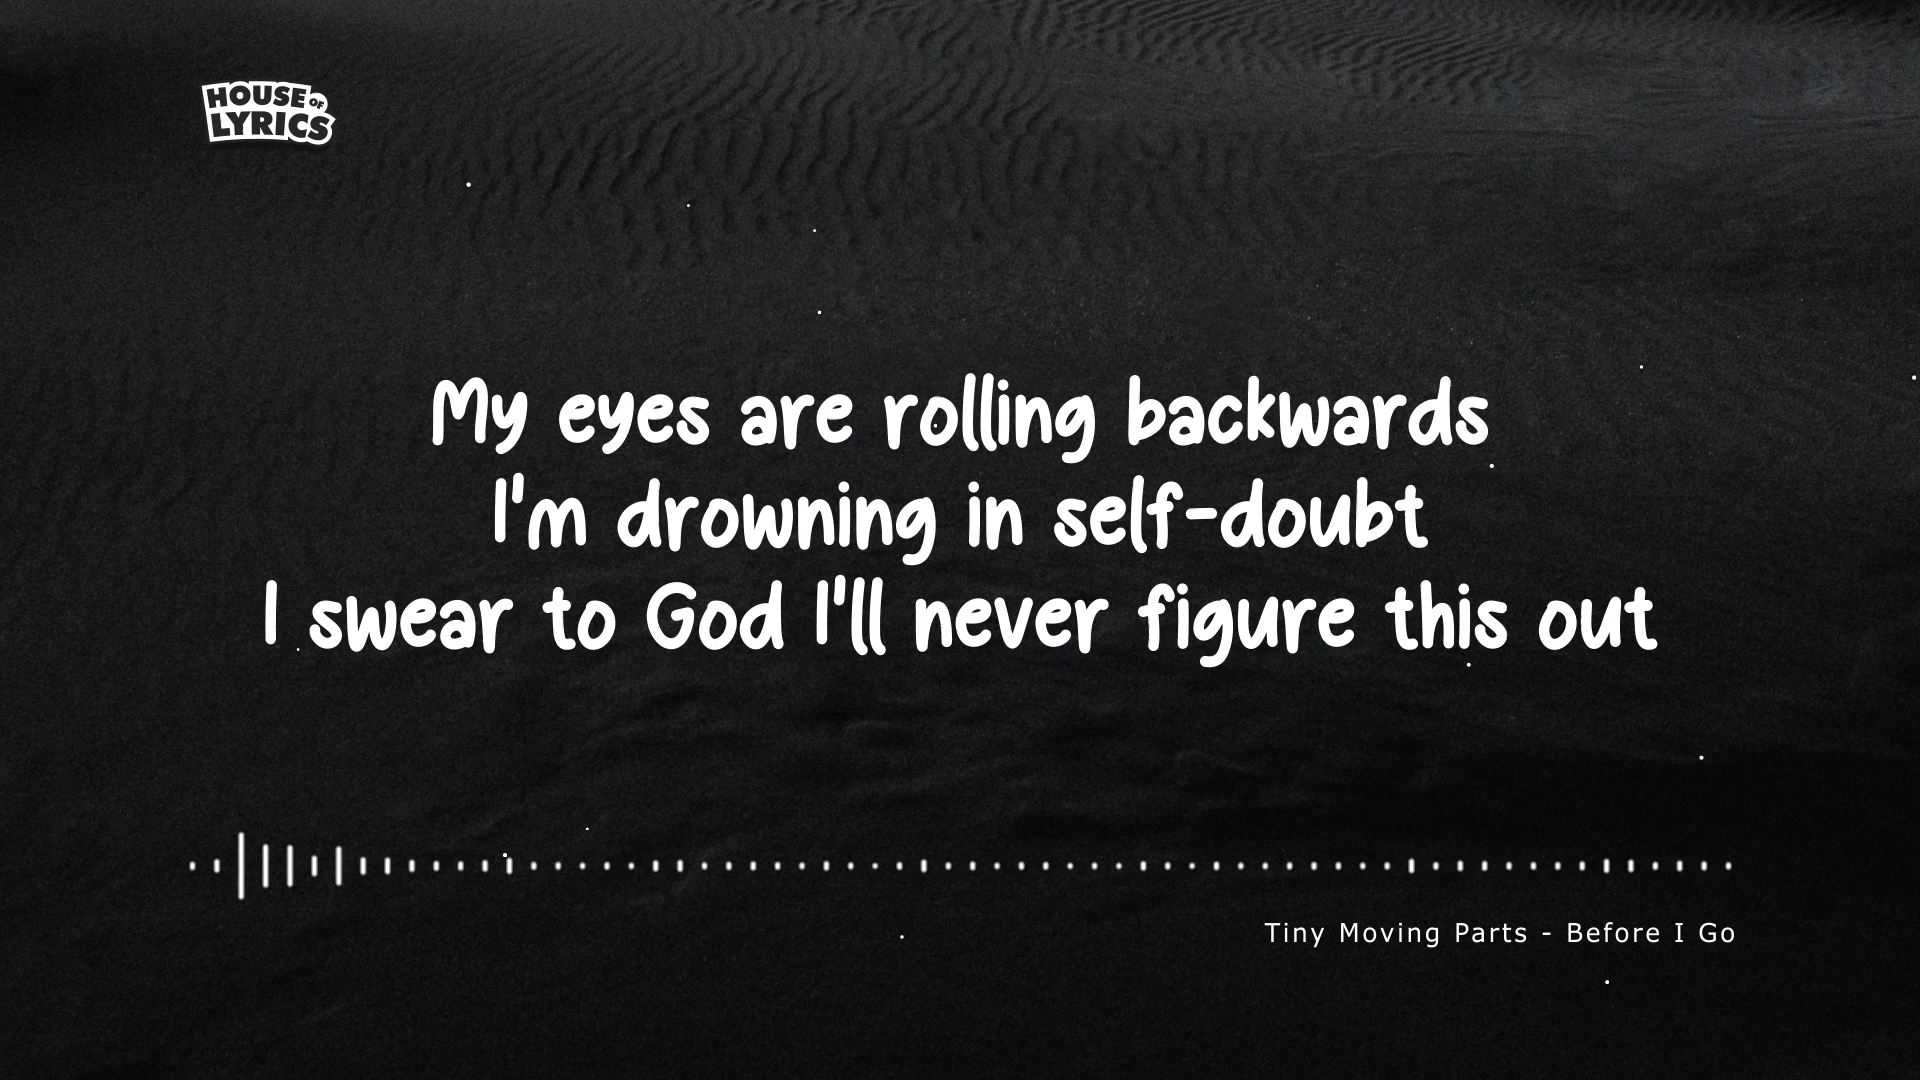 HOUSE OF
LYRICS
My eyes are rolling backwards
I'm drowning in self-doubt
I swear to God I'll never figure this out
Tiny Moving Parts - Before I Go